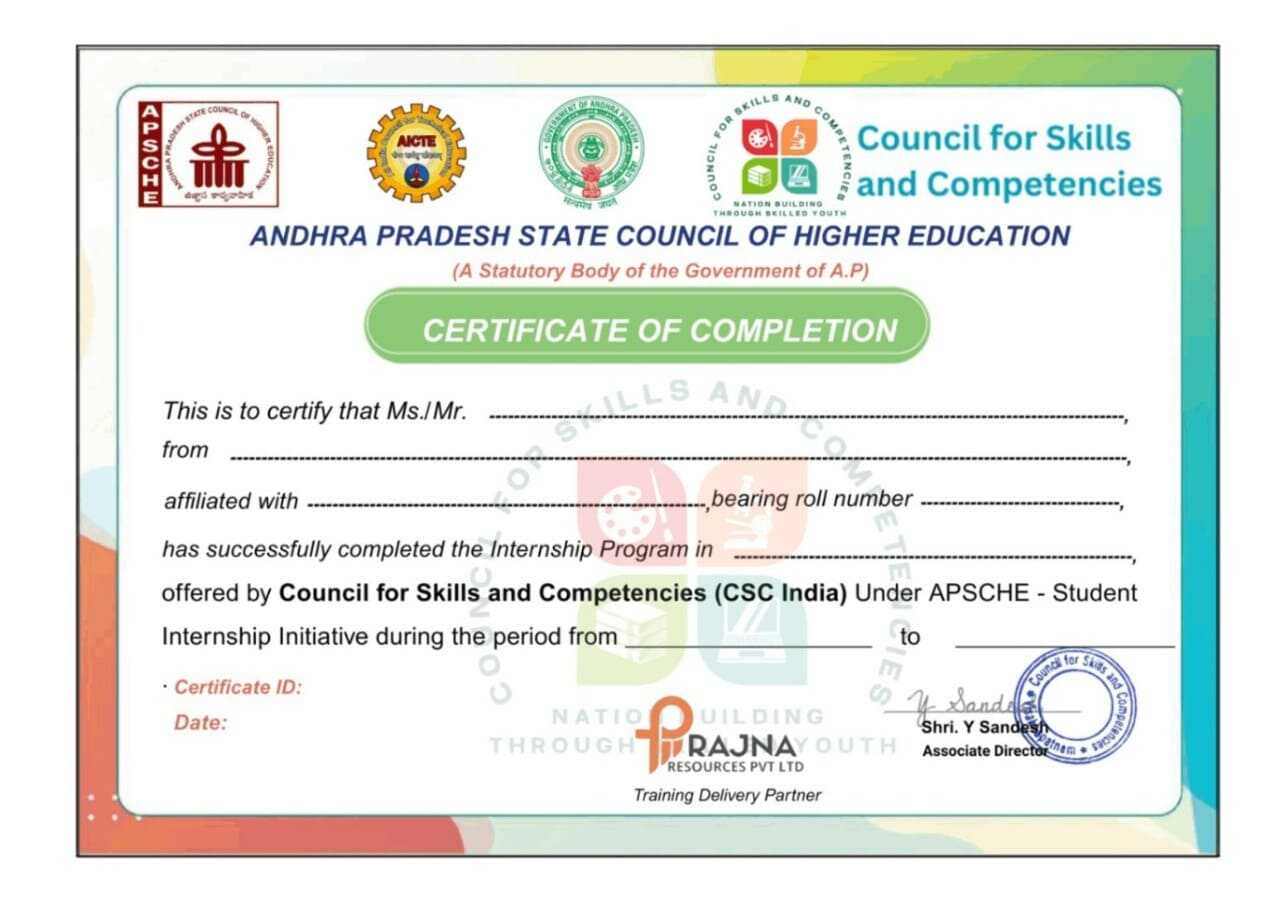 APSCHE
ANDHRA PRADESH STATE COUNCIL OF HIGHER EDUCATION
AICTE
GOVERNMENT OF ANDHRA PRADESH
सत्यमेव जयते
COUNCIL FOR SKILLS AND COMPETENCIES
NATION BUILDING
THROUGH SKILLED YOUTH
Council for Skills
and Competencies
ANDHRA PRADESH STATE COUNCIL OF HIGHER EDUCATION
(A Statutory Body of the Government of A.P)
CERTIFICATE OF COMPLETION
This is to certify that Ms./Mr. ,
from ,
affiliated with , bearing roll number ,
has successfully completed the Internship Program in ,
offered by Council for Skills and Competencies (CSC India) Under APSCHE - Student
Internship Initiative during the period from to
Certificate ID:
Date:
COUNCIL FOR SKILLS AND COMPETENCIES
NATION BUILDING
THROUGH YOUTH
PRAJNA
RESOURCES PVT LTD
Training Delivery Partner
Y Sandesh
Shri. Y Sandesh
Associate Director
Council for Skills and Competencies